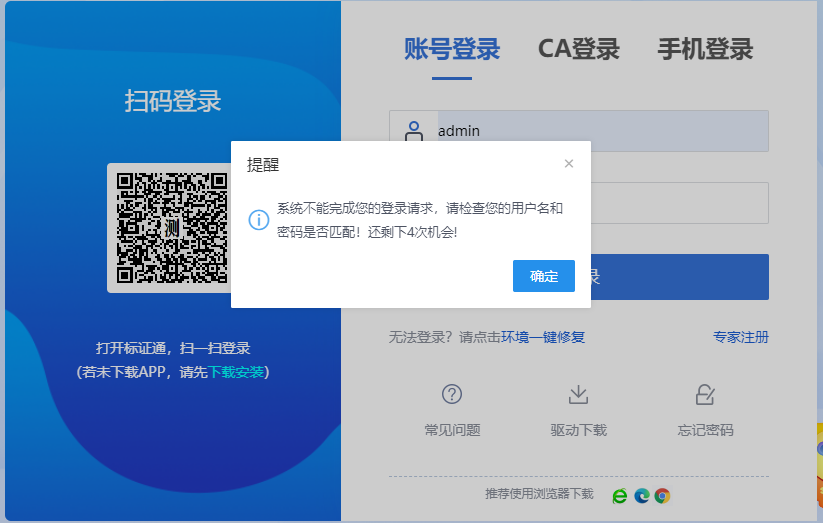 扫码登录
测
打开标证通，扫一扫登录
(若未下载APP，请先下载安装)
账号登录 CA登录 手机登录
admin
提醒
系统不能完成您的登录请求，请检查您的用户名和
密码是否匹配！还剩下4次机会!
确定
录
无法登录？请点击环境一键修复 专家注册
常见问题 驱动下载 忘记密码
推荐使用浏览器下载